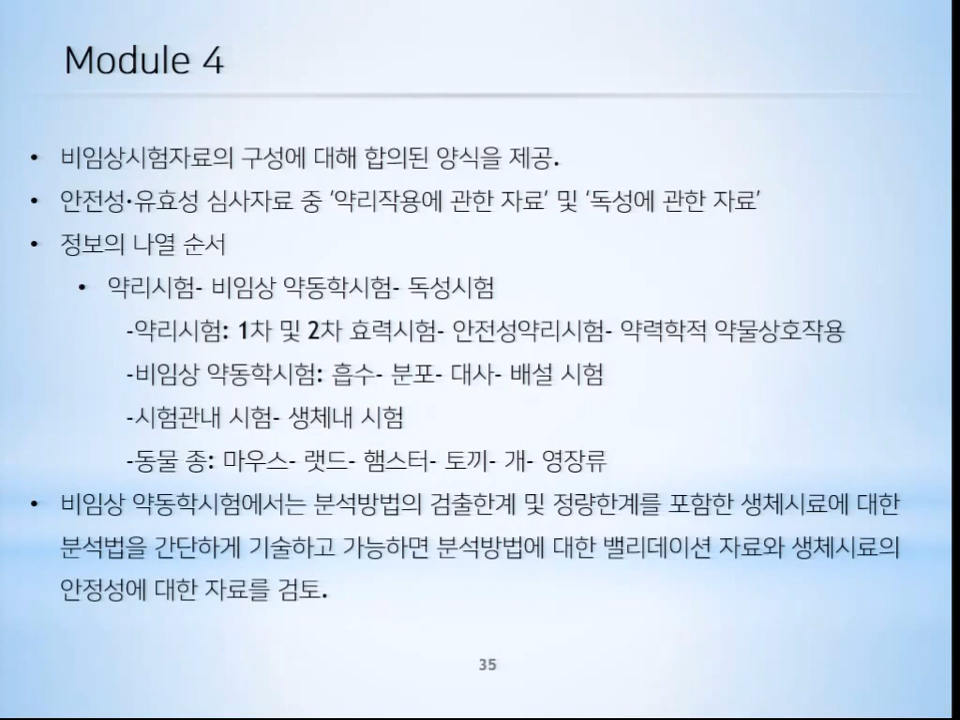 Module 4
• 비임상시험자료의 구성에 대해 합의된 양식을 제공.
• 안전성·유효성 심사자료 중 ‘약리작용에 관한 자료’ 및 ‘독성에 관한 자료’
• 정보의 나열 순서
• 약리시험- 비임상 약동학시험- 독성시험
-약리시험: 1차 및 2차 효력시험- 안전성약리시험- 약력학적 약물상호작용
-비임상 약동학시험: 흡수- 분포- 대사- 배설 시험
-시험관내 시험- 생체내 시험
-동물 종: 마우스- 랫드- 햄스터- 토끼- 개- 영장류
• 비임상 약동학시험에서는 분석방법의 검출한계 및 정량한계를 포함한 생체시료에 대한
분석법을 간단하게 기술하고 가능하면 분석방법에 대한 밸리데이션 자료와 생체시료의
안정성에 대한 자료를 검토.
35